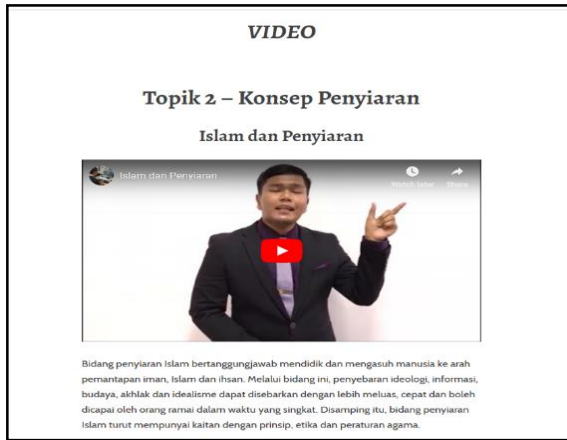 VIDEO
Topik 2 – Konsep Penyiaran
Islam dan Penyiaran
Islam dan Penyiaran
Watch later
Share
Bidang penyiaran Islam bertanggungjawab mendidik dan mengasuh manusia ke arah
pemantapan iman, Islam dan ihsan. Melalui bidang ini, penyebaran ideologi, informasi,
budaya, akhlak dan idealisme dapat disebarkan dengan lebih meluas, cepat dan boleh
dicapai oleh orang ramai dalam waktu yang singkat. Disamping itu, bidang penyiaran
Islam turut mempunyai kaitan dengan prinsip, etika dan peraturan agama.